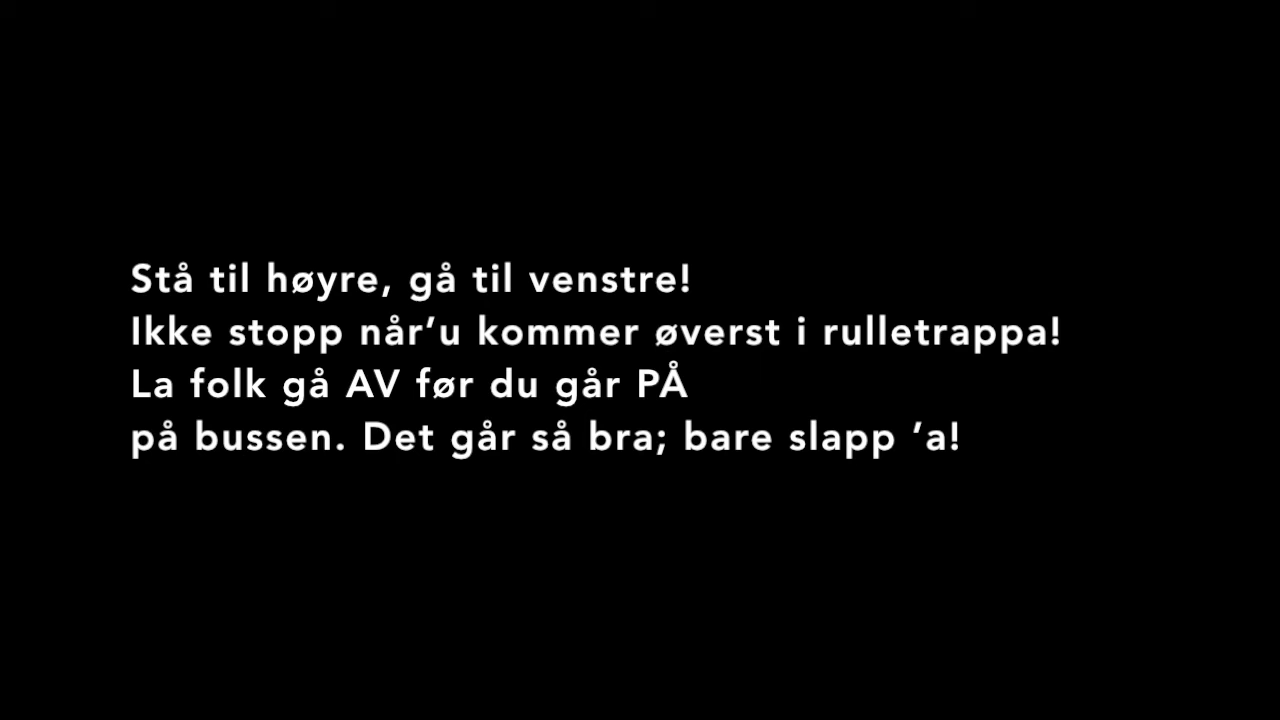 Stå til høyre, gå til venstre!
Ikke stopp når’u kommer øverst i rulletrappa!
La folk gå AV før du går PÅ
på bussen. Det går så bra; bare slapp ’a!